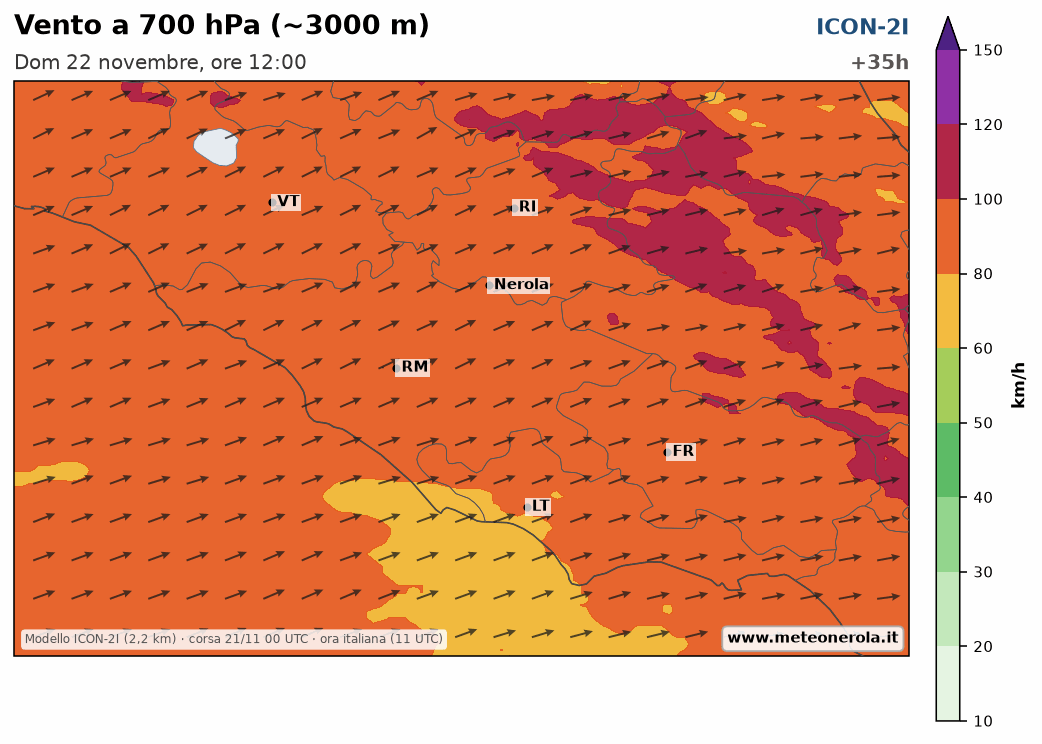 Vento a 700 hPa (~3000 m)
ICON-2I
Dom 22 novembre, ore 12:00
+35h
150
120
100
80
60
50
40
30
20
10
km/h
VT
RI
Nerola
RM
FR
LT
Modello ICON-2I (2,2 km) · corsa 21/11 00 UTC · ora italiana (11 UTC)
www.meteonerola.it